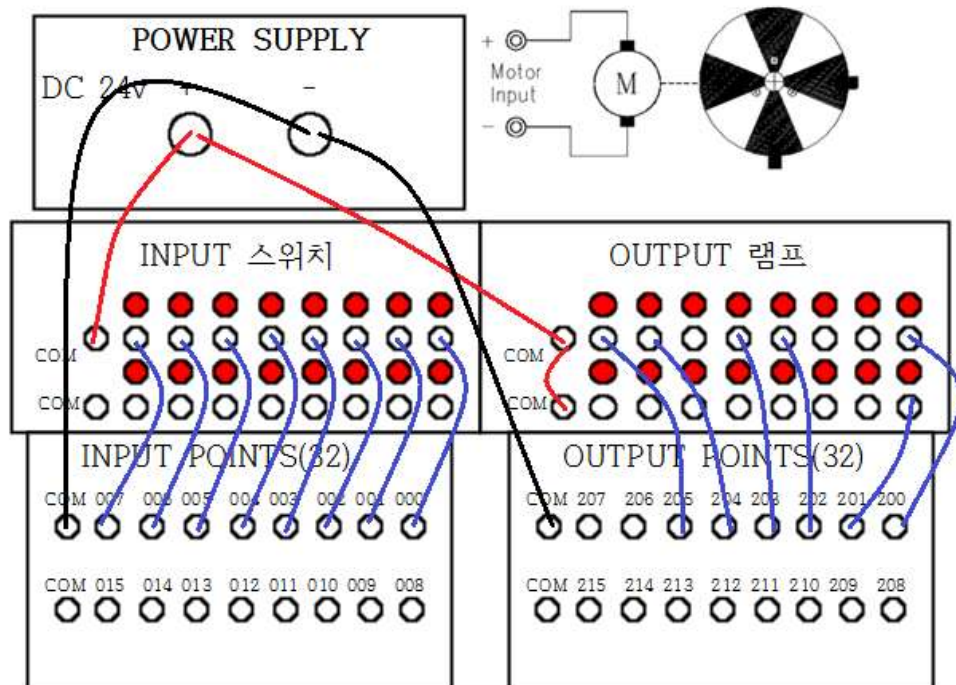 POWER SUPPLY
DC 24v + -
+
Motor
Input
-
M
INPUT 스위치
COM
COM
OUTPUT 램프
COM
COM
INPUT POINTS(32)
COM 007 006 005 004 003 002 001 000
COM 015 014 013 012 011 010 009 008
OUTPUT POINTS(32)
COM 207 206 205 204 203 202 201 200
COM 215 214 213 212 211 210 209 208